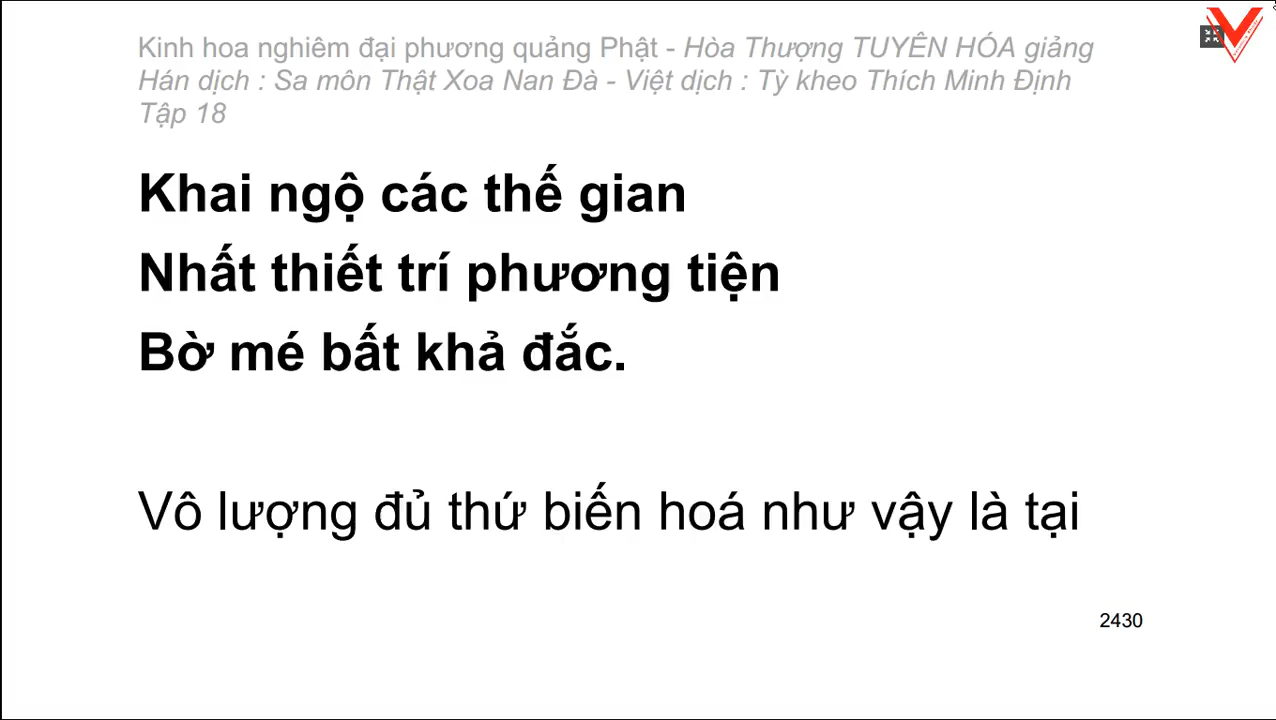 Kinh hoa nghiêm đại phương quảng Phật - Hòa Thượng TUYÊN HÓA giảng
Hán dịch : Sa môn Thật Xoa Nan Đà - Việt dịch : Tỳ kheo Thích Minh Định
Tập 18
Khai ngộ các thế gian
Nhất thiết trí phương tiện
Bờ mé bất khả đắc.
Vô lượng đủ thứ biến hoá như vậy là tại
2430